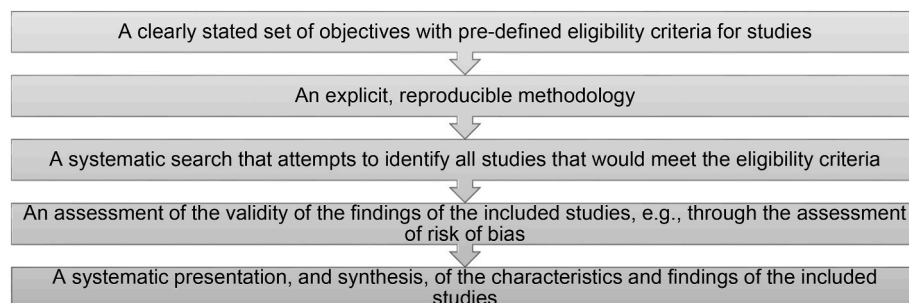 A clearly stated set of objectives with pre-defined eligibility criteria for studies
An explicit, reproducible methodology
A systematic search that attempts to identify all studies that would meet the eligibility criteria
An assessment of the validity of the findings of the included studies, e.g., through the assessment
of risk of bias
A systematic presentation, and synthesis, of the characteristics and findings of the included
studies